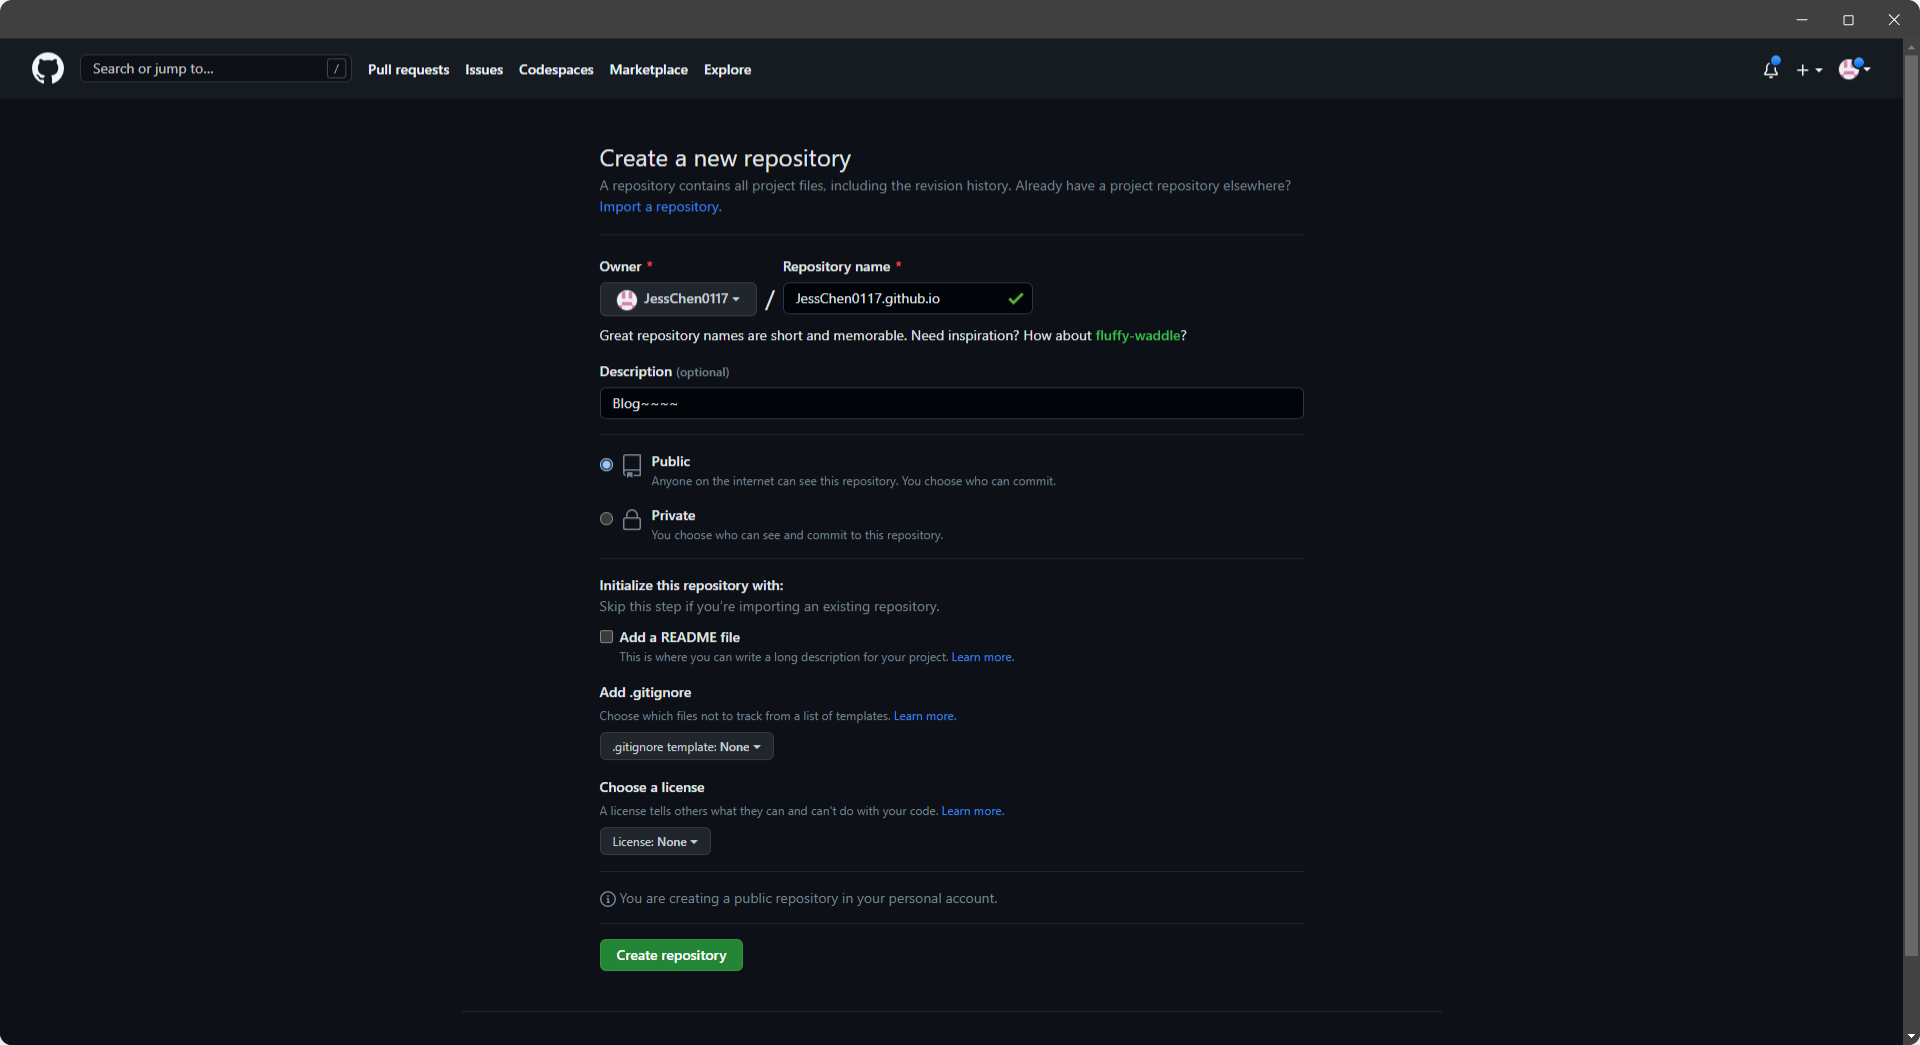 Search or jump to... /
Pull requests Issues Codespaces Marketplace Explore
Create a new repository
A repository contains all project files, including the revision history. Already have a project repository elsewhere?
Import a repository.
Owner * Repository name *
JessChen0117 / JessChen0117.github.io
Great repository names are short and memorable. Need inspiration? How about fluffy-waddle?
Description (optional)
Blog~~~~
Public
Anyone on the internet can see this repository. You choose who can commit.
Private
You choose who can see and commit to this repository.
Initialize this repository with:
Skip this step if you're importing an existing repository.
Add a README file
This is where you can write a long description for your project. Learn more.
Add .gitignore
Choose which files not to track from a list of templates. Learn more.
.gitignore template: None
Choose a license
A license tells others what they can and can't do with your code. Learn more.
License: None
You are creating a public repository in your personal account.
Create repository